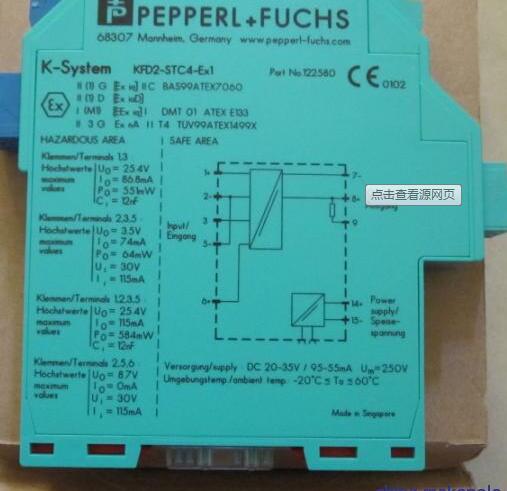 PEPPERL+FUCHS
68307 Mannheim, Germany www.pepperl-fuchs.com
K-System KFD2-STC4-Ex1 Part No.122580 CE 0102
Ex
II (1) G [Ex ia] II C BAS99ATEX7060
II (1) D [Ex iaD]
I (M1) [Ex ia] I DMT 01 ATEX E133
II 3 G Ex nA II T4 TUV99ATEX1499X
HAZARDOUS AREA
SAFE AREA
Klemmen/Terminals 1,3
Höchstwerte
maximum
values
U0 = 25.4V
I0 = 86.8mA
P0 = 551mW
Ci = 12nF
Klemmen/Terminals 2,3,5
Höchstwerte
maximum
values
U0 = 3.5V
I0 = 74mA
P0 = 64mW
Ui = 30V
Ii = 115mA
Klemmen/Terminals 1,2,3,5
Höchstwerte
maximum
values
U0 = 25.4V
I0 = 115mA
P0 = 584mW
Ci = 12nF
Klemmen/Terminals 2,5,6
Höchstwerte
maximum
values
U0 = 8.7V
I0 = 0mA
Ui = 30V
Ii = 115mA
Input/
Eingang
1+
2-
3
5-
6+
7-
8+
9
点击查看源网页
14+
15-
Power
supply/
Speise-
spannung
Versorgung/supply DC 20-35V / 95-55mA Um=250V
Umgebungstemp./ambient temp. -20°C ≤ Ta ≤ 60°C
Made in Singapore